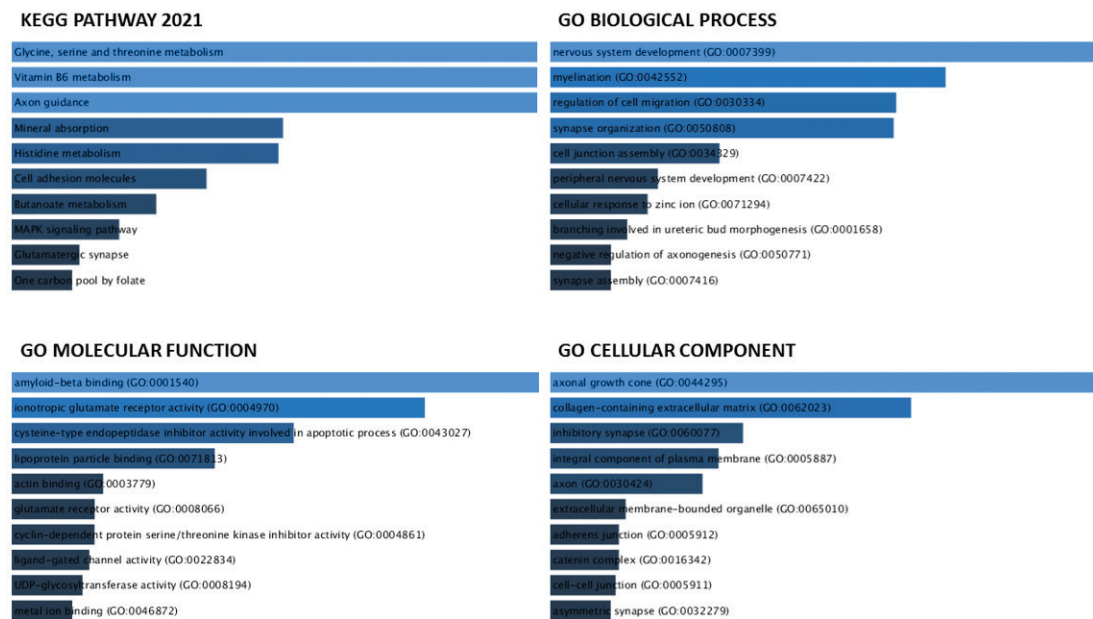 KEGG PATHWAY 2021
Glycine, serine and threonine metabolism
Vitamin B6 metabolism
Axon guidance
Mineral absorption
Histidine metabolism
Cell adhesion molecules
Butanoate metabolism
MAPK signaling pathway
Glutamatergic synapse
One carbon pool by folate
GO BIOLOGICAL PROCESS
nervous system development (GO:0007399)
myelination (GO:0042552)
regulation of cell migration (GO:0030334)
synapse organization (GO:0050808)
cell junction assembly (GO:0034329)
peripheral nervous system development (GO:0007422)
cellular response to zinc ion (GO:0071294)
branching involved in ureteric bud morphogenesis (GO:0001658)
negative regulation of axonogenesis (GO:0050771)
synapse assembly (GO:0007416)
GO MOLECULAR FUNCTION
amyloid-beta binding (GO:0001540)
ionotropic glutamate receptor activity (GO:0004970)
cysteine-type endopeptidase inhibitor activity involved in apoptotic process (GO:0043027)
lipoprotein particle binding (GO:0071813)
actin binding (GO:0003779)
glutamate receptor activity (GO:0008066)
cyclin-dependent protein serine/threonine kinase inhibitor activity (GO:0004861)
ligand-gated channel activity (GO:0022834)
UDP-glycosyltransferase activity (GO:0008194)
metal ion binding (GO:0046872)
GO CELLULAR COMPONENT
axonal growth cone (GO:0044295)
collagen-containing extracellular matrix (GO:0062023)
inhibitory synapse (GO:0060077)
integral component of plasma membrane (GO:0005887)
axon (GO:0030424)
extracellular membrane-bounded organelle (GO:0065010)
adherens junction (GO:0005912)
catenin complex (GO:0016342)
cell-cell junction (GO:0005911)
asymmetric synapse (GO:0032279)